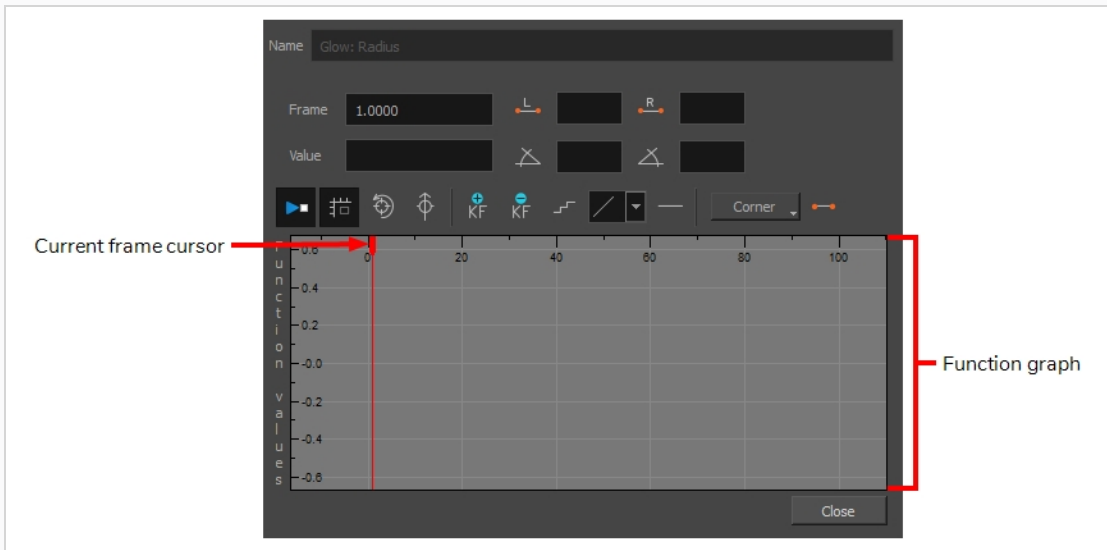 Name Glow: Radius
Frame 1.0000 L R
Value
KF KF Corner
Current frame cursor
Function values
0 20 40 60 80 100
-0.6
-0.4
-0.2
-0.0
-0.2
-0.4
-0.6
Function graph
Close